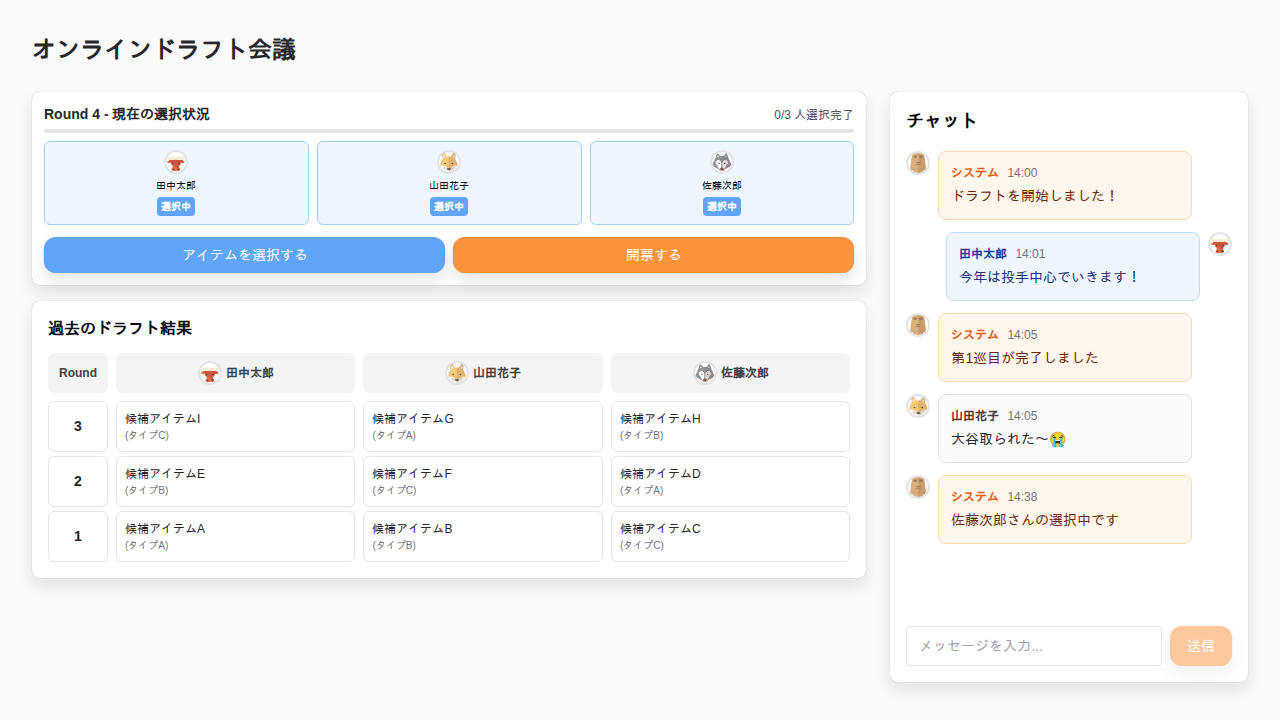 オンラインドラフト会議
Round 4 - 現在の選択状況
0/3 人選択完了
田中太郎
選択中
山田花子
選択中
佐藤次郎
選択中
アイテムを選択する
開票する
過去のドラフト結果
Round
田中太郎
山田花子
佐藤次郎
3
候補アイテムI
(タイプC)
候補アイテムG
(タイプA)
候補アイテムH
(タイプB)
2
候補アイテムE
(タイプB)
候補アイテムF
(タイプC)
候補アイテムD
(タイプA)
1
候補アイテムA
(タイプA)
候補アイテムB
(タイプB)
候補アイテムC
(タイプC)
チャット
システム 14:00
ドラフトを開始しました！
田中太郎 14:01
今年は投手中心でいきます！
システム 14:05
第1巡目が完了しました
山田花子 14:05
大谷取られた〜😭
システム 14:38
佐藤次郎さんの選択中です
メッセージを入力...
送信